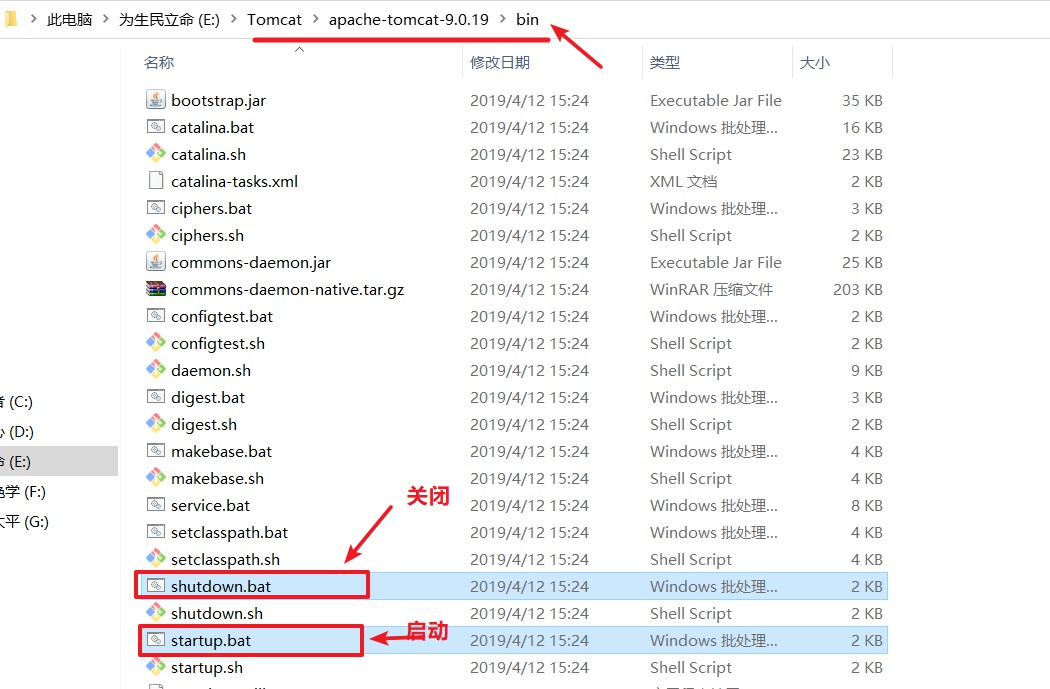 此电脑 > 为生民立命 (E:) > Tomcat > apache-tomcat-9.0.19 > bin
名称 修改日期 类型 大小
bootstrap.jar 2019/4/12 15:24 Executable Jar File 35 KB
catalina.bat 2019/4/12 15:24 Windows 批处理... 16 KB
catalina.sh 2019/4/12 15:24 Shell Script 23 KB
catalina-tasks.xml 2019/4/12 15:24 XML 文档 2 KB
ciphers.bat 2019/4/12 15:24 Windows 批处理... 3 KB
ciphers.sh 2019/4/12 15:24 Shell Script 2 KB
commons-daemon.jar 2019/4/12 15:24 Executable Jar File 25 KB
commons-daemon-native.tar.gz 2019/4/12 15:24 WinRAR 压缩文件 203 KB
configtest.bat 2019/4/12 15:24 Windows 批处理... 2 KB
configtest.sh 2019/4/12 15:24 Shell Script 2 KB
daemon.sh 2019/4/12 15:24 Shell Script 9 KB
(C:)
digest.bat 2019/4/12 15:24 Windows 批处理... 3 KB
digest.sh 2019/4/12 15:24 Shell Script 2 KB
(D:)
makebase.bat 2019/4/12 15:24 Windows 批处理... 4 KB
(E:)
makebase.sh 2019/4/12 15:24 Shell Script 4 KB
学 (F:)
关闭
service.bat 2019/4/12 15:24 Windows 批处理... 8 KB
平 (G:)
setclasspath.bat 2019/4/12 15:24 Windows 批处理... 4 KB
setclasspath.sh 2019/4/12 15:24 Shell Script 4 KB
shutdown.bat 2019/4/12 15:24 Windows 批处理... 2 KB
shutdown.sh 2019/4/12 15:24 Shell Script 2 KB
启动
startup.bat 2019/4/12 15:24 Windows 批处理... 2 KB
startup.sh 2019/4/12 15:24 Shell Script 2 KB